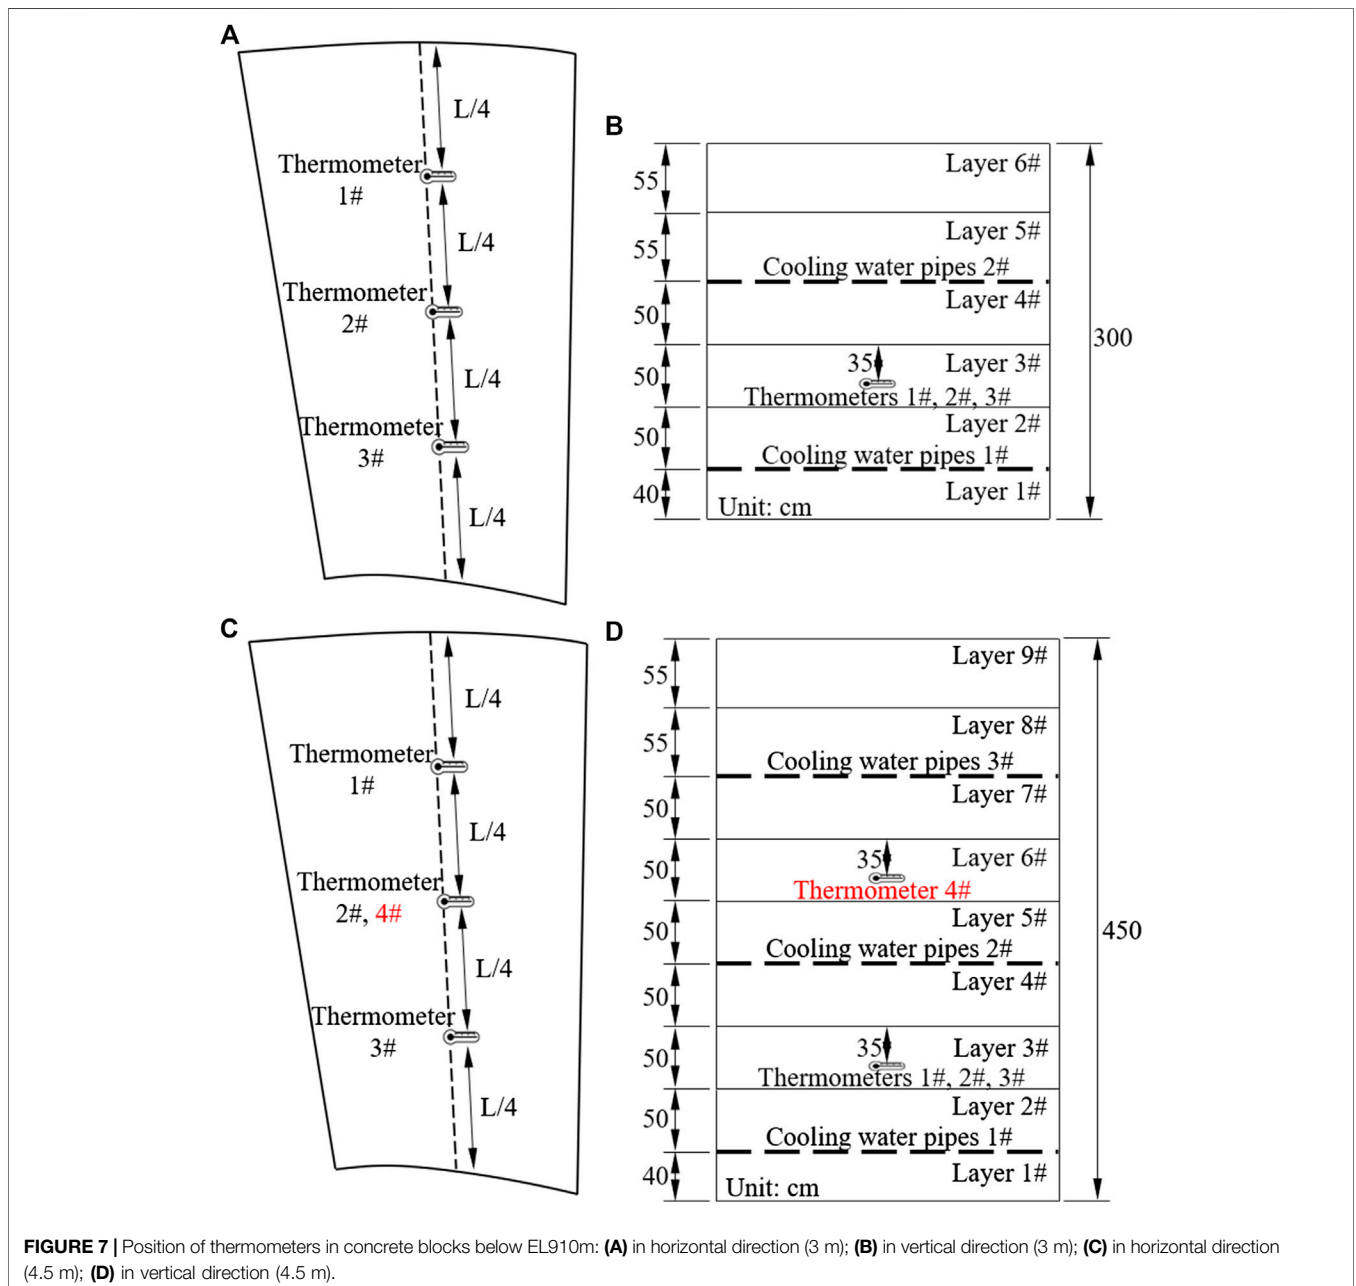 A
L/4
Thermometer
1#
L/4
Thermometer
2#
L/4
Thermometer
3#
L/4
B
55
Layer 6#
55
Layer 5#
Cooling water pipes 2#
50
Layer 4#
300
50
35
Layer 3#
Thermometers 1#, 2#, 3#
50
Layer 2#
Cooling water pipes 1#
40
Layer 1#
Unit: cm
C
L/4
Thermometer
1#
L/4
Thermometer
2#, 4#
L/4
Thermometer
3#
L/4
D
55
Layer 9#
55
Layer 8#
Cooling water pipes 3#
50
Layer 7#
50
35
Layer 6#
Thermometer 4#
50
Layer 5#
450
Cooling water pipes 2#
50
Layer 4#
50
35
Layer 3#
Thermometers 1#, 2#, 3#
50
Layer 2#
Cooling water pipes 1#
40
Layer 1#
Unit: cm
FIGURE 7 | Position of thermometers in concrete blocks below EL910m: (A) in horizontal direction (3 m); (B) in vertical direction (3 m); (C) in horizontal direction
(4.5 m); (D) in vertical direction (4.5 m).